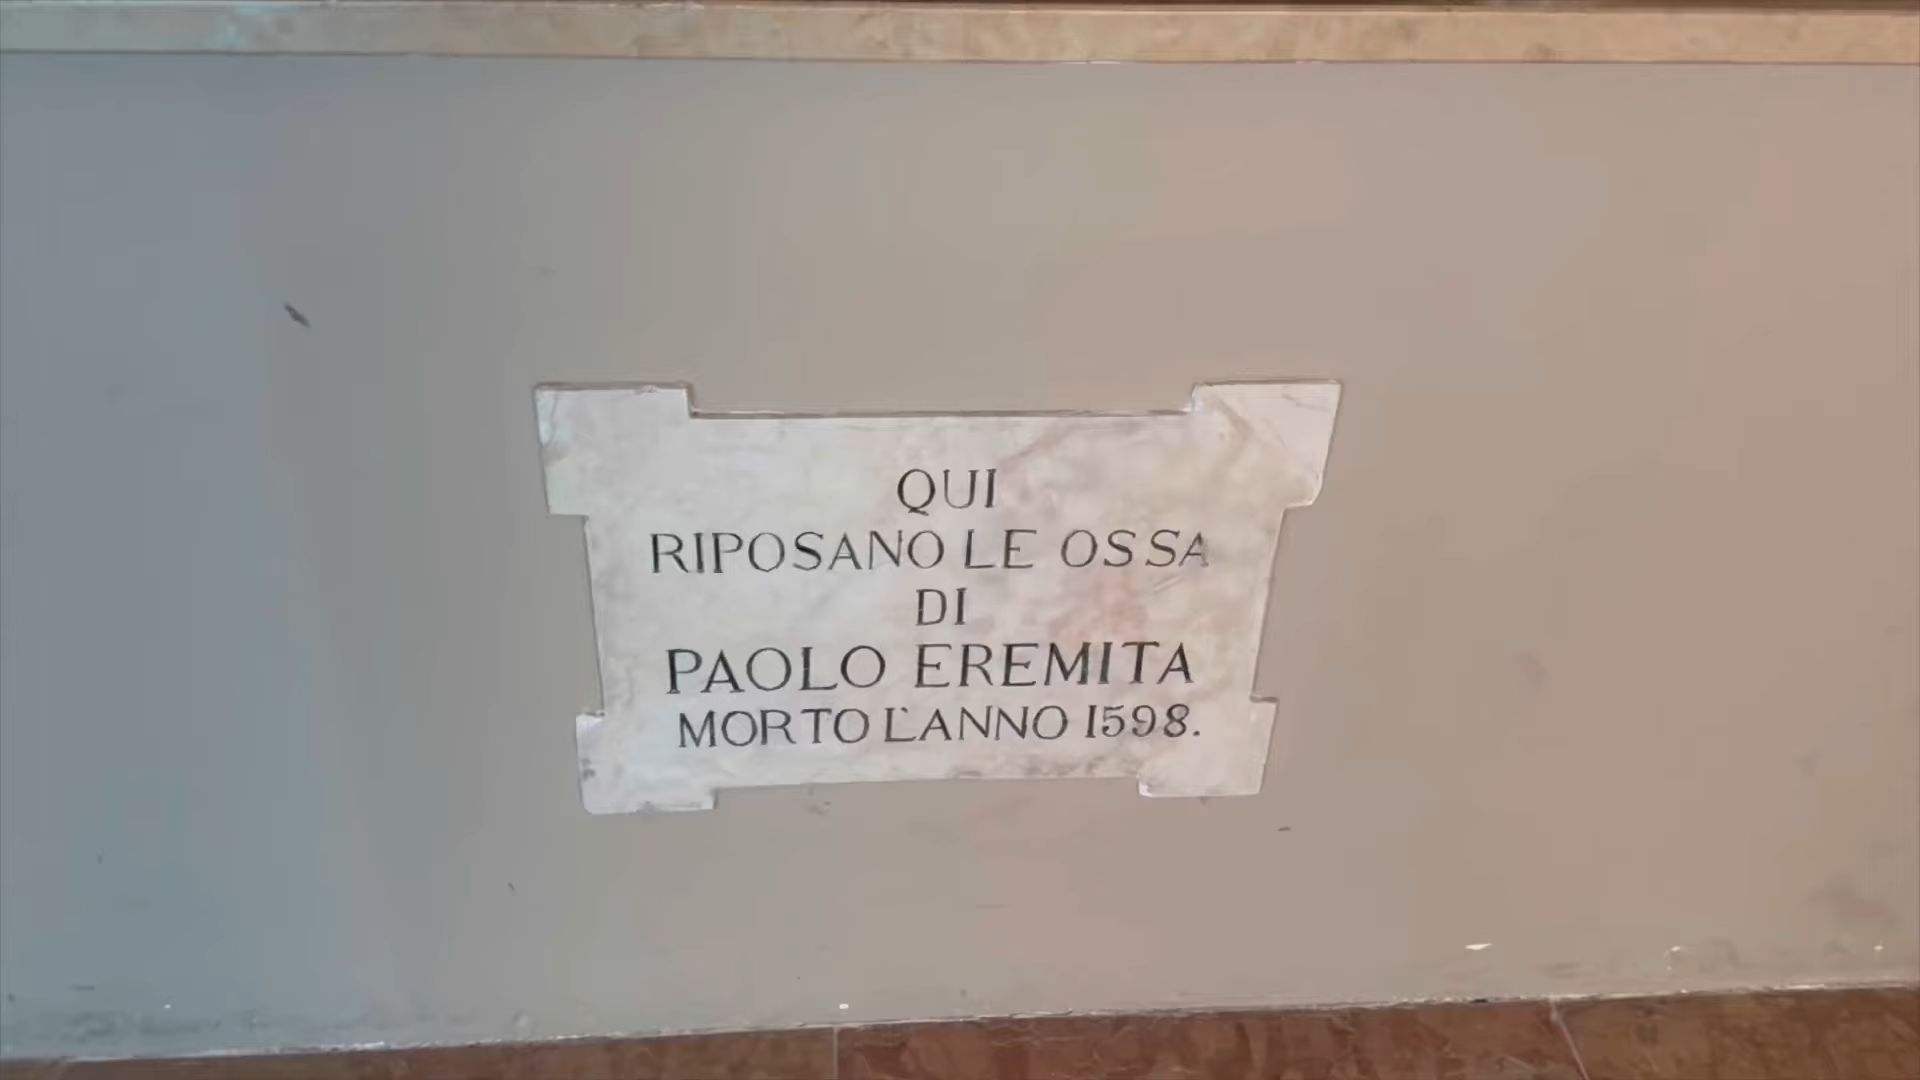 QUI
RIPOSANO LE OSSA
DI
PAOLO EREMITA
MORTO L'ANNO 1598.